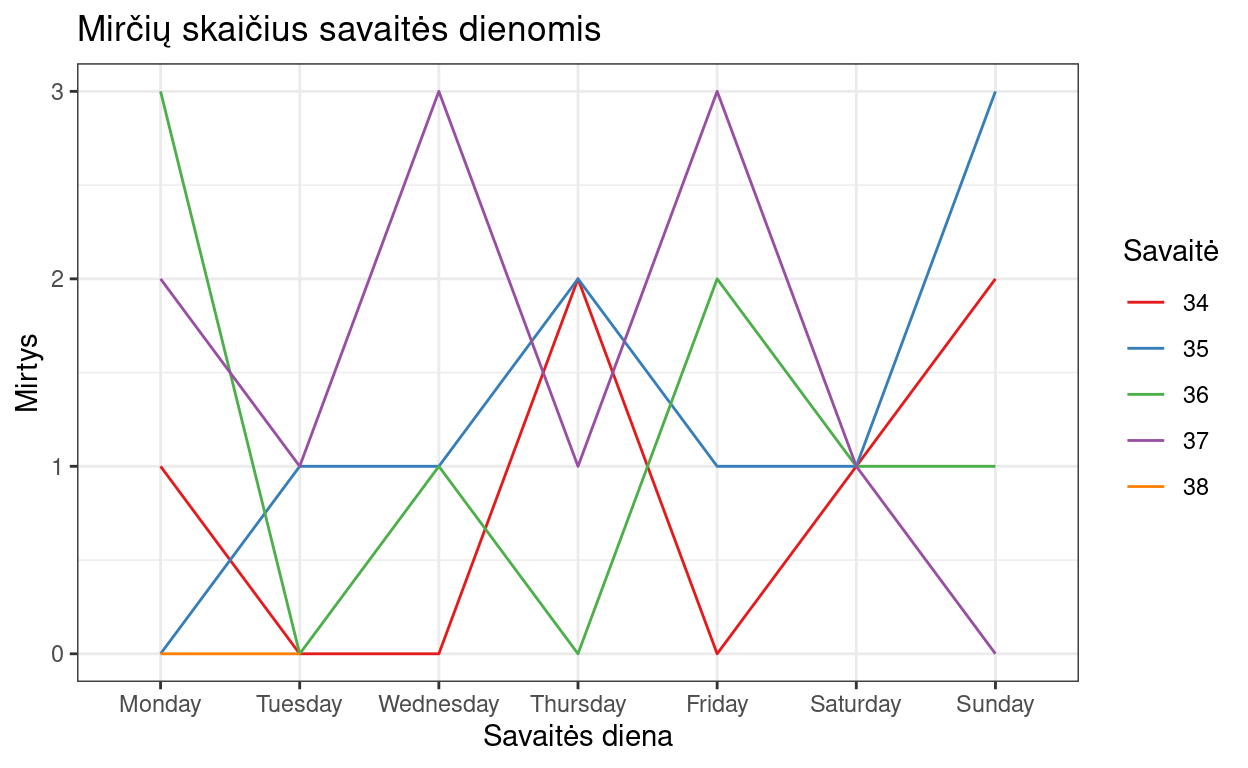 Mirčių skaičius savaitės dienomis
3
2
1
0
Mirtys
Monday Tuesday Wednesday Thursday Friday Saturday Sunday
Savaitės diena
Savaitė
34
35
36
37
38